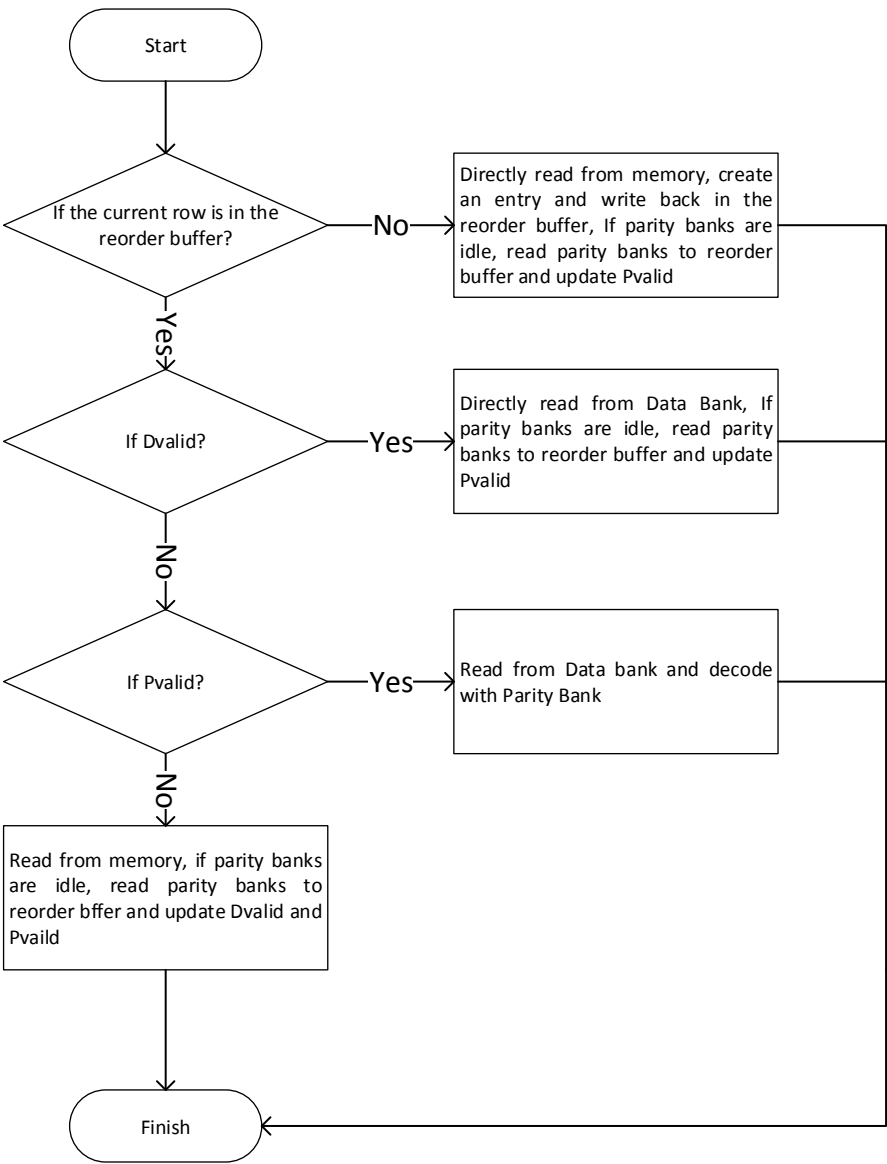 Start
If the current row is in the
reorder buffer?
No
Directly read from memory, create
an entry and write back in the
reorder buffer, If parity banks are
idle, read parity banks to reorder
buffer and update Pvalid
Yes
If Dvalid?
Yes
Directly read from Data Bank, If
parity banks are idle, read parity
banks to reorder buffer and update
Pvalid
No
If Pvalid?
Yes
Read from Data bank and decode
with Parity Bank
No
Read from memory, if parity banks
are idle, read parity banks to
reorder bffer and update Dvalid and
Pvaild
Finish